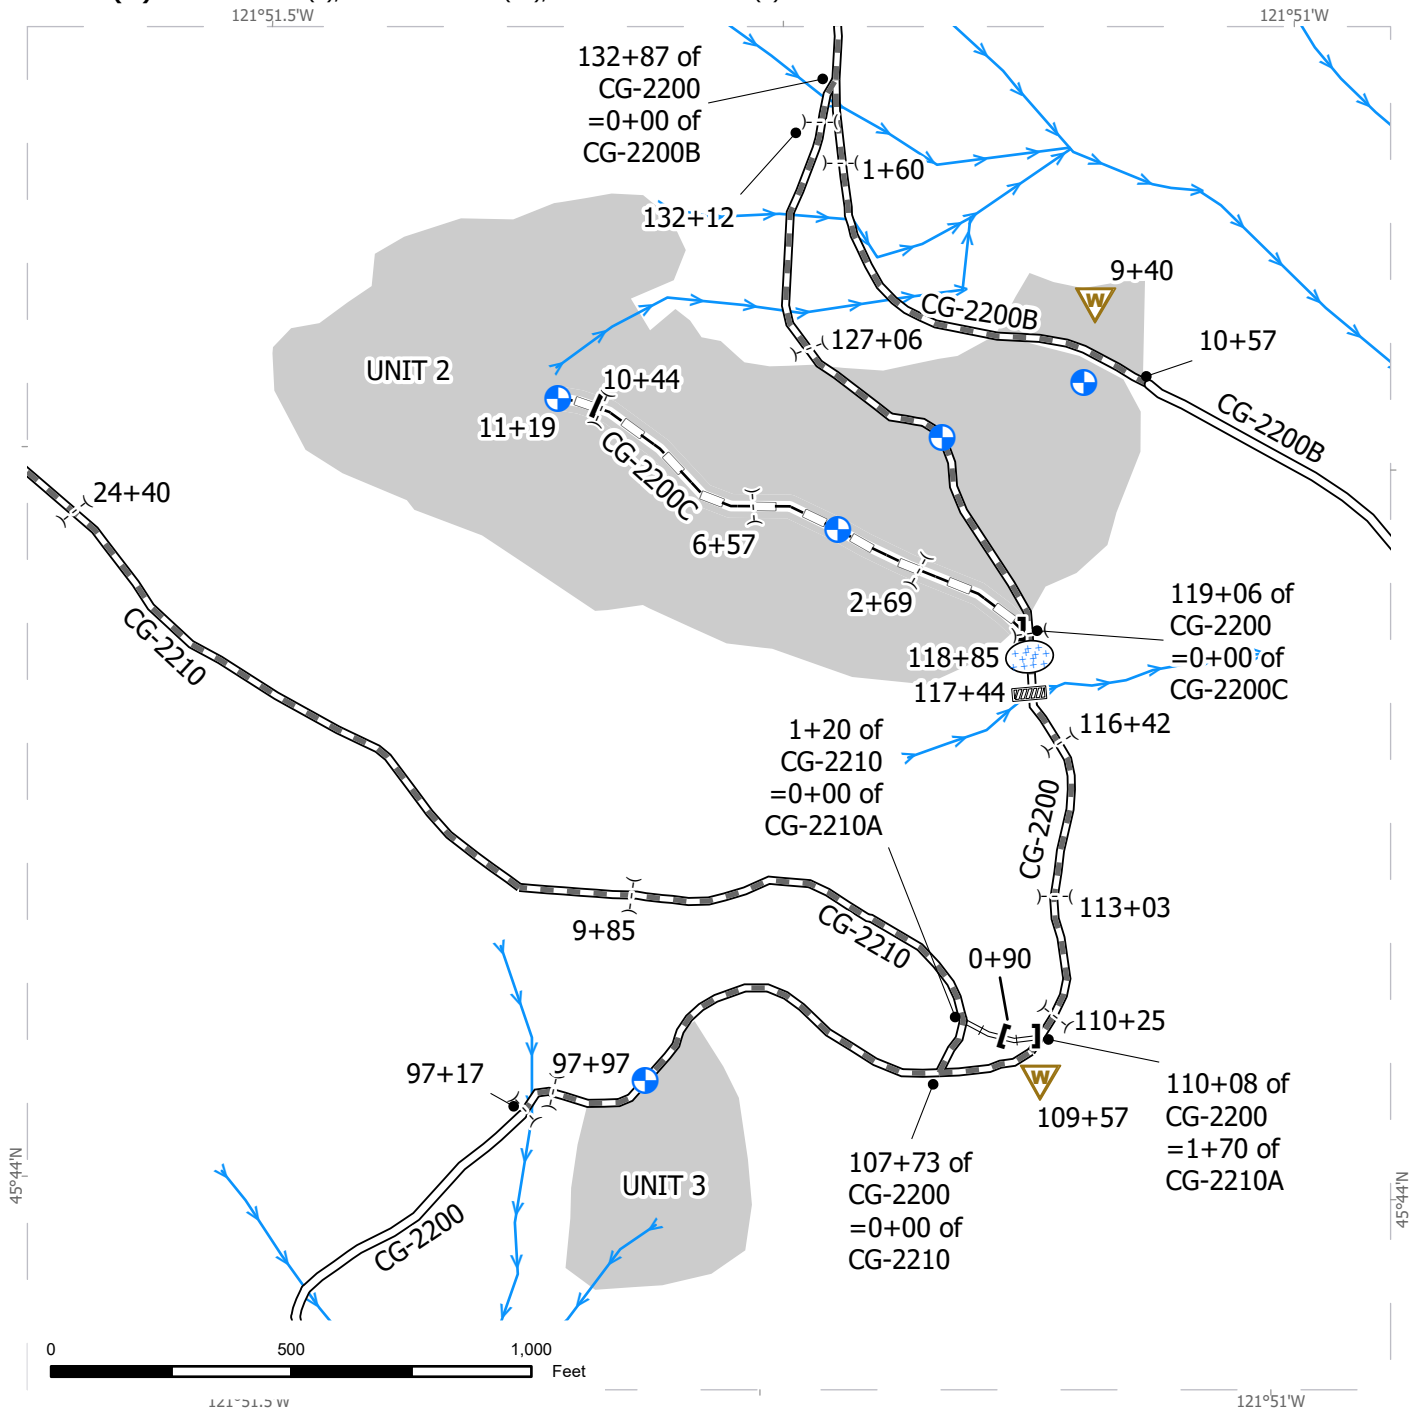 121°51.5'W
121°51'W
132+87 of
CG-2200
=0+00 of
CG-2200B
1+60
132+12
9+40
CG-2200B
10+57
127+06
UNIT 2
10+44
11+19
CG-2200B
CG-2200C
24+40
6+57
2+69
119+06 of
CG-2200
=0+00 of
CG-2200C
118+85
117+44
CG-2210
1+20 of
CG-2210
=0+00 of
CG-2210A
116+42
CG-2200
113+03
9+85
CG-2210
0+90
110+25
97+17
97+97
W
W
109+57
110+08 of
CG-2200
=1+70 of
CG-2210A
107+73 of
CG-2200
=0+00 of
CG-2210
UNIT 3
CG-2200
45°44'N
45°44'N
0 500 1,000
Feet
121°51.5'W
121°51'W